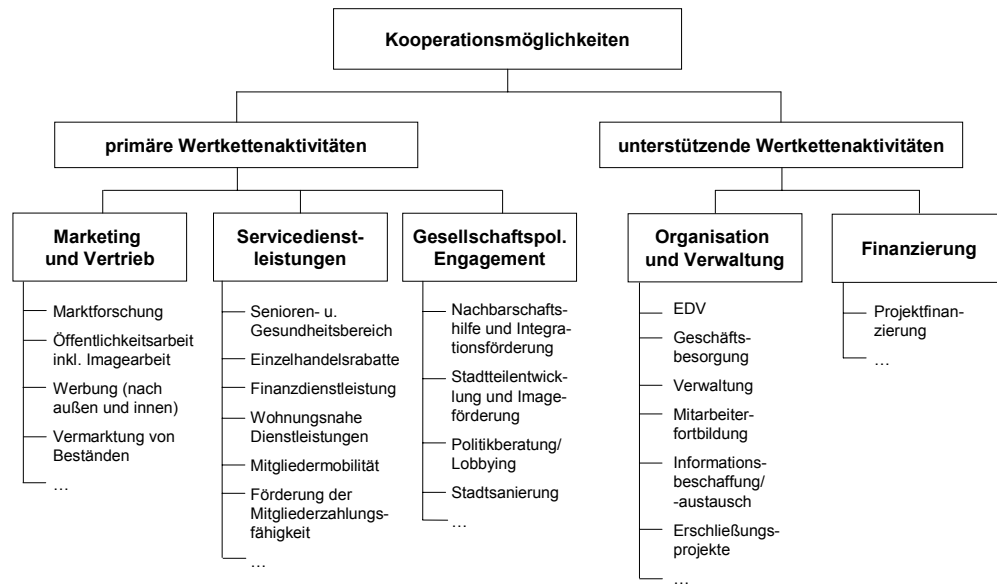 Kooperationsmöglichkeiten
primäre Wertkettenaktivitäten
unterstützende Wertkettenaktivitäten
Marketing
und Vertrieb
Marktforschung
Öffentlichkeitsarbeit
inkl. Imagearbeit
Werbung (nach
außen und innen)
Vermarktung von
Beständen
…
Servicedienst-
leistungen
Senioren- u.
Gesundheitsbereich
Einzelhandelsrabatte
Finanzdienstleistung
Wohnungsnahe
Dienstleistungen
Mitgliedermobilität
Förderung der
Mitgliederzahlungs-
fähigkeit
…
Gesellschaftspol.
Engagement
Nachbarschafts-
hilfe und Integra-
tionsförderung
Stadtteilentwick-
lung und Image-
förderung
Politikberatung/
Lobbying
Stadtsanierung
…
Organisation
und Verwaltung
EDV
Geschäfts-
besorgung
Verwaltung
Mitarbeiter-
fortbildung
Informations-
beschaffung/
-austausch
Erschließungs-
projekte
…
Finanzierung
Projektfinan-
zierung
…